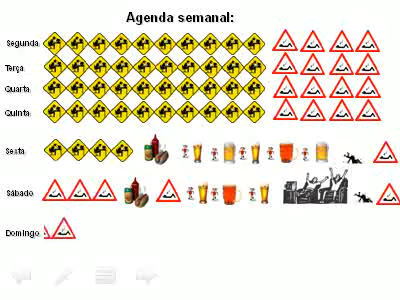 Agenda semanal:
Segunda
Terça
Quarta
Quinta
Sexta
Sábado
Domingo